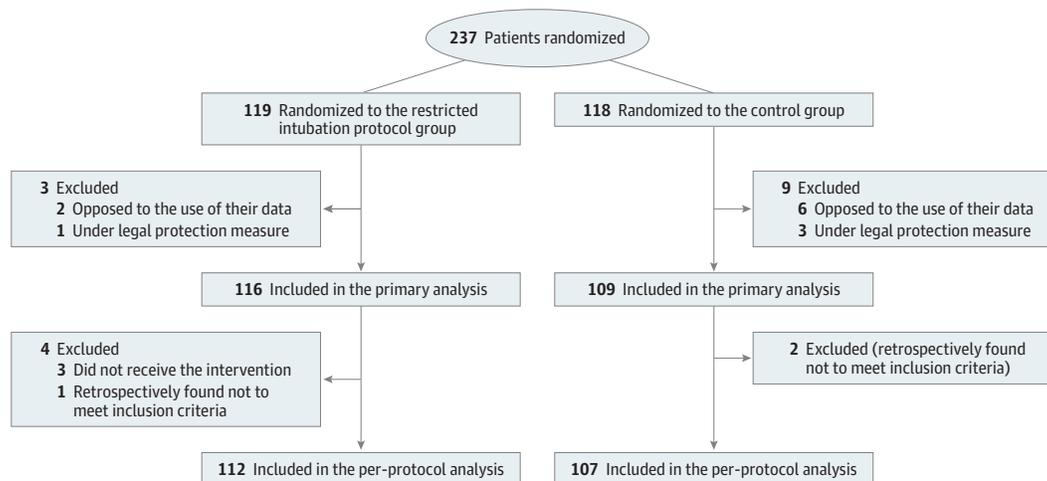 237 Patients randomized
119 Randomized to the restricted
intubation protocol group
118 Randomized to the control group
3 Excluded
2 Opposed to the use of their data
1 Under legal protection measure
9 Excluded
6 Opposed to the use of their data
3 Under legal protection measure
116 Included in the primary analysis
109 Included in the primary analysis
4 Excluded
3 Did not receive the intervention
1 Retrospectively found not to
meet inclusion criteria
2 Excluded (retrospectively found
not to meet inclusion criteria)
112 Included in the per-protocol analysis
107 Included in the per-protocol analysis